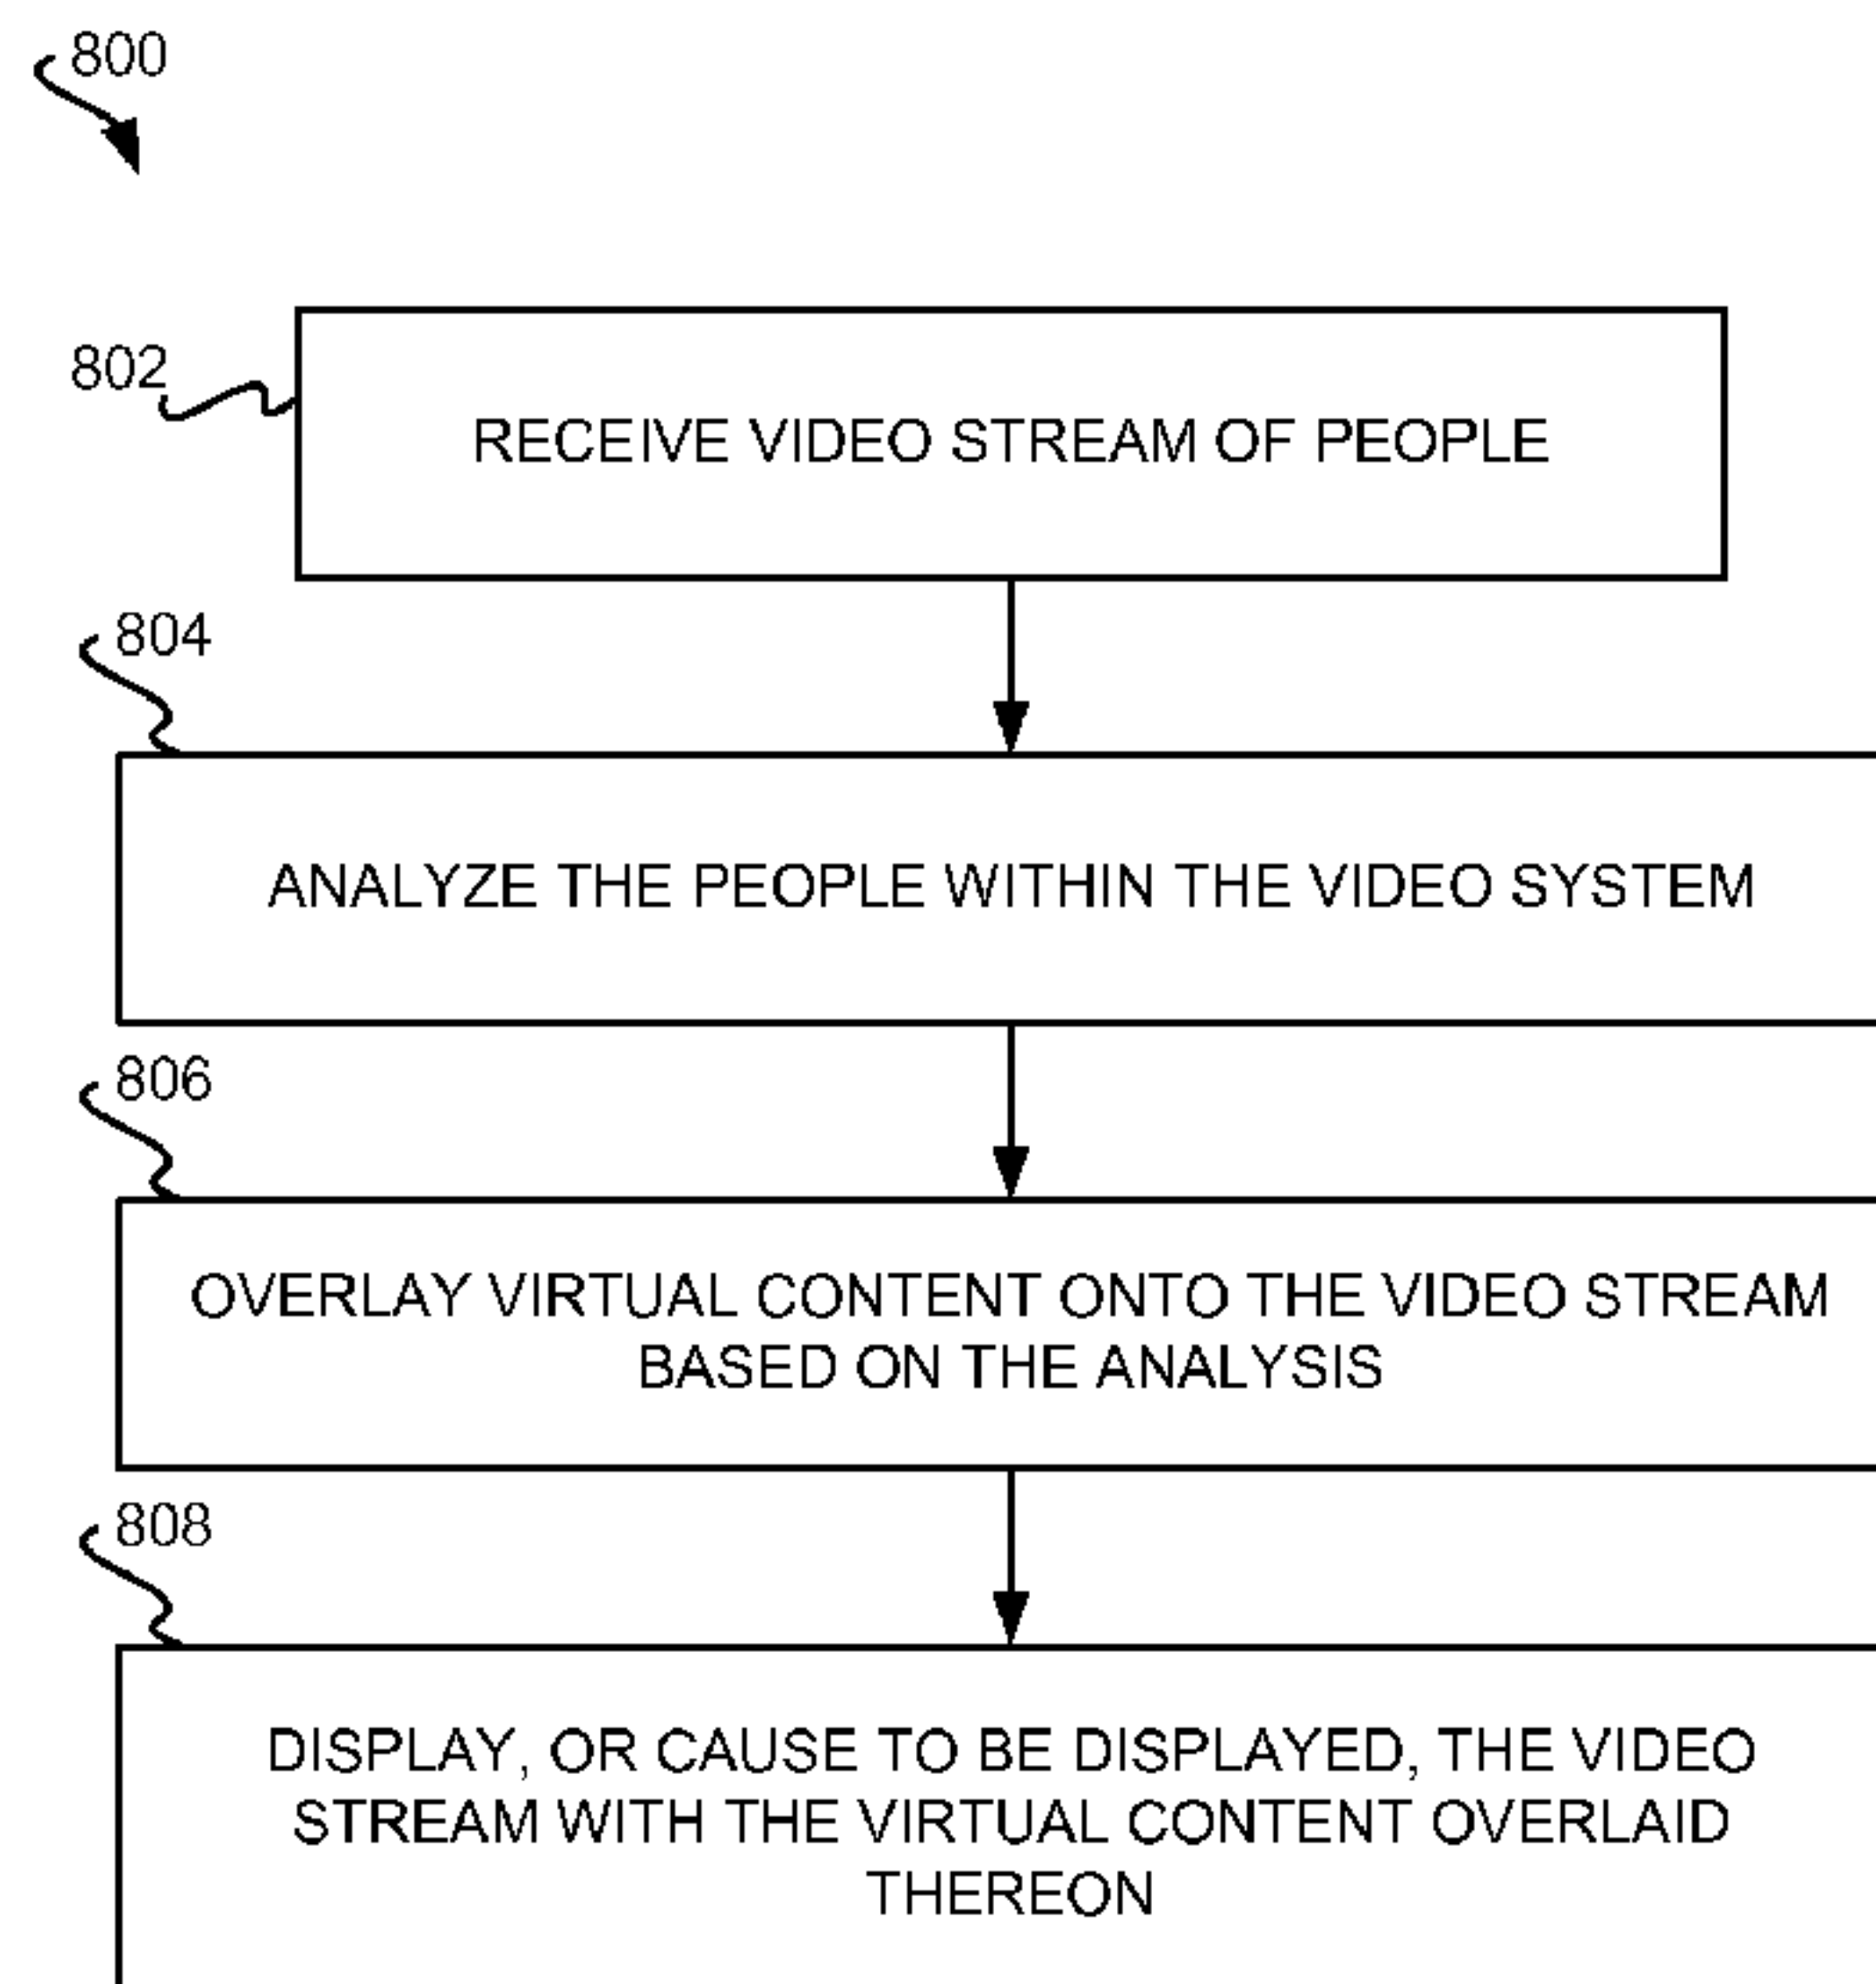 800
802
RECEIVE VIDEO STREAM OF PEOPLE
804
ANALYZE THE PEOPLE WITHIN THE VIDEO SYSTEM
806
OVERLAY VIRTUAL CONTENT ONTO THE VIDEO STREAM
BASED ON THE ANALYSIS
808
DISPLAY, OR CAUSE TO BE DISPLAYED, THE VIDEO
STREAM WITH THE VIRTUAL CONTENT OVERLAID
THEREON